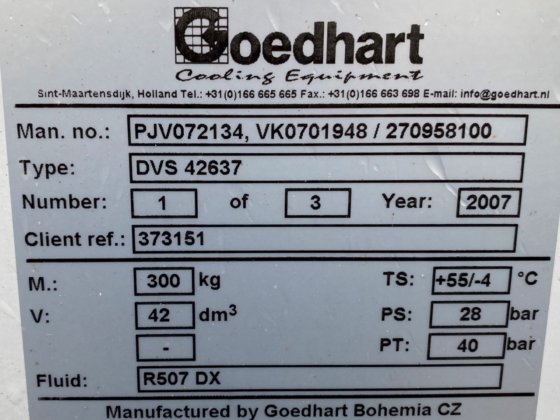 Goedhart
Cooling Equipment
Sint-Maartensdijk, Holland Tel.: +31(0)166 665 665 Fax.: +31(0)166 663 698 E-mail: info@goedhart.nl
Man. no.: PJV072134, VK0701948 / 270958100
Type: DVS 42637
Number: 1 of 3 Year: 2007
Client ref.: 373151
M.: 300 kg TS: +55/-4 °C
V: 42 dm³ PS: 28 bar
- PT: 40 bar
Fluid: R507 DX
Manufactured by Goedhart Bohemia CZ